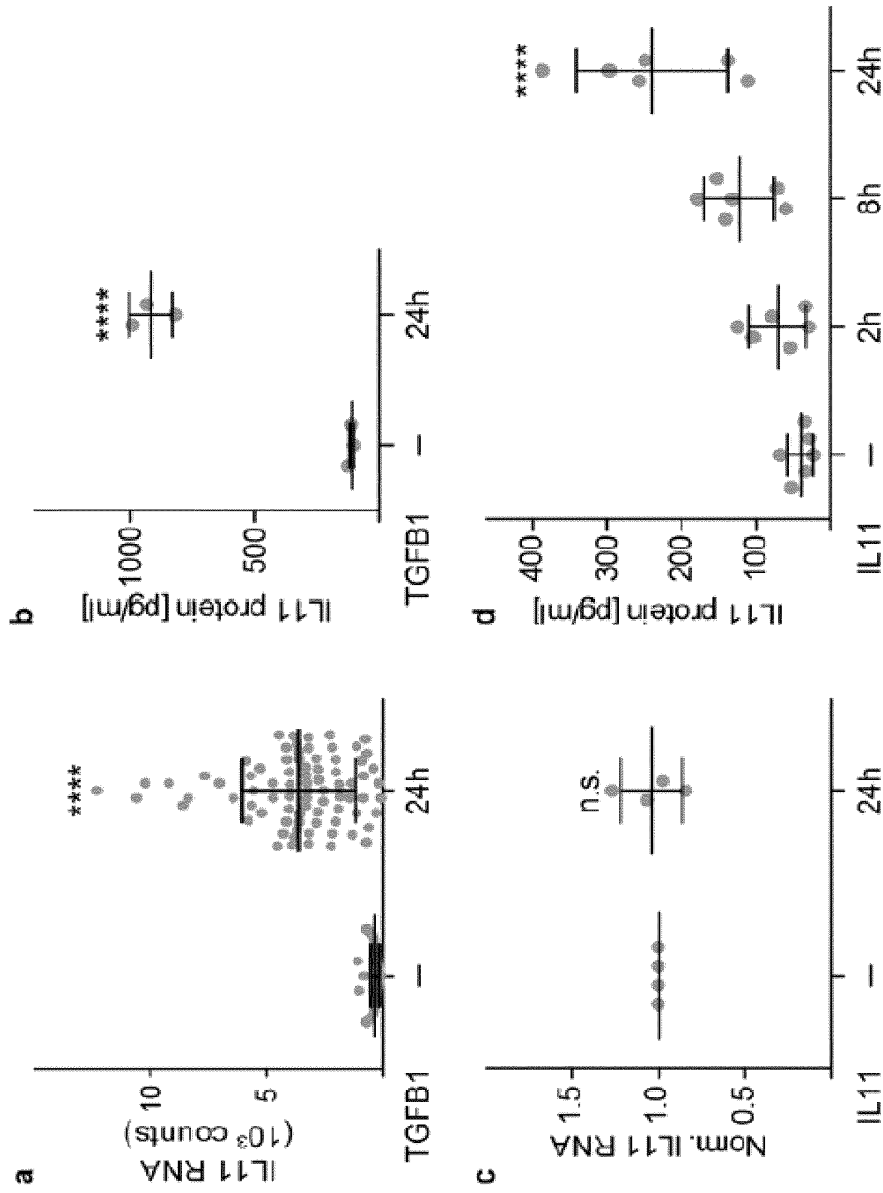 a
IL11 RNA
(10³ counts)
10
5
****
TGFB1
—
24h
b
IL11 protein [pg/ml]
1000
500
****
TGFB1
—
24h
c
Norm. IL11 RNA
1.5
1.0
0.5
n.s.
IL11
—
24h
d
IL11 protein [pg/ml]
400
300
200
100
****
IL11
—
2h
8h
24h